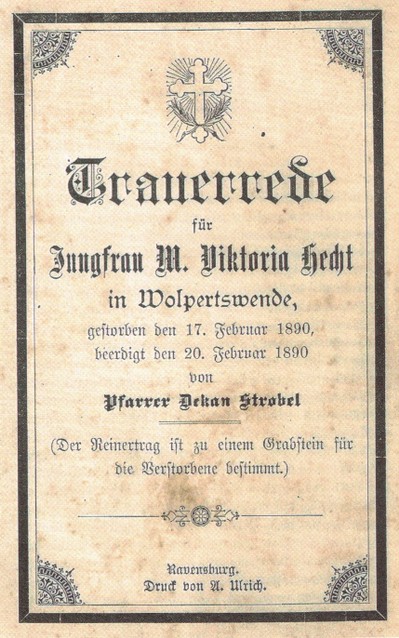 Trauerrede
für
Jungfrau M. Viktoria Hecht
in Wolpertswende,
gestorben den 17. Februar 1890,
beerdigt den 20. Februar 1890
von
Pfarrer Dekan Strobel
(Der Reinertrag ist zu einem Grabstein für
die Verstorbene bestimmt.)
Ravensburg.
Druck von A. Ulrich.